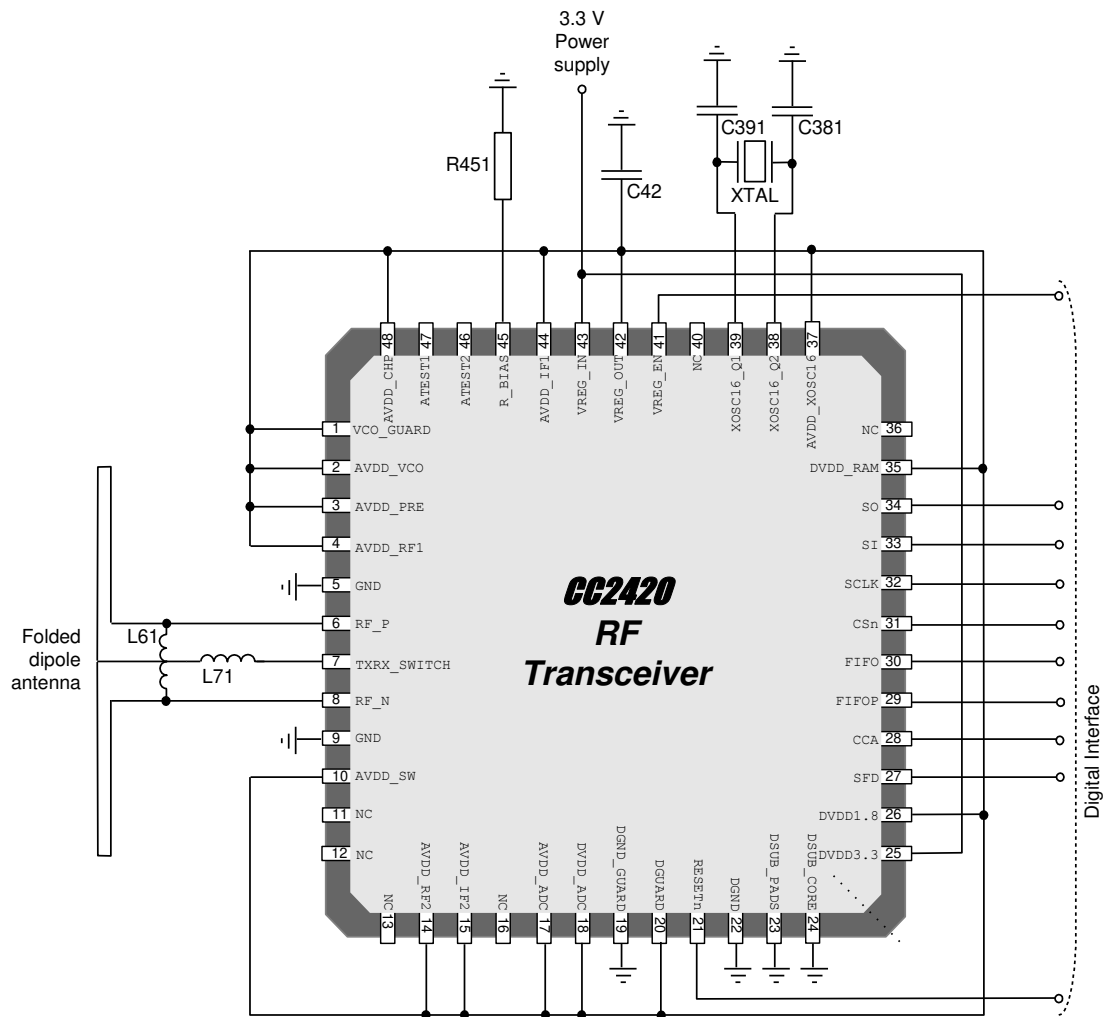 3.3 V
Power
supply
C391
C381
R451
C42
XTAL
48
47
46
45
44
43
42
41
40
39
38
37
AVDD_CHP
ATEST1
ATEST2
R_BIAS
AVDD_IF1
VREG_IN
VREG_OUT
VREG_EN
NC
XOSC16_Q1
XOSC16_Q2
AVDD_XOSC16
1 VCO_GUARD
2 AVDD_VCO
3 AVDD_PRE
4 AVDD_RF1
5 GND
6 RF_P
7 TXRX_SWITCH
8 RF_N
9 GND
10 AVDD_SW
11 NC
12 NC
Folded
dipole
antenna
L61
L71
CC2420
RF
Transceiver
NC 36
DVDD_RAM 35
SO 34
SI 33
SCLK 32
CSn 31
FIFO 30
FIFOP 29
CCA 28
SFD 27
DVDD1.8 26
DVDD3.3 25
Digital Interface
NC
AVDD_RF2
AVDD_IF2
NC
AVDD_ADC
DVDD_ADC
DGND_GUARD
DGUARD
RESETn
DGND
DSUB_PADS
DSUB_CORE
13
14
15
16
17
18
19
20
21
22
23
24